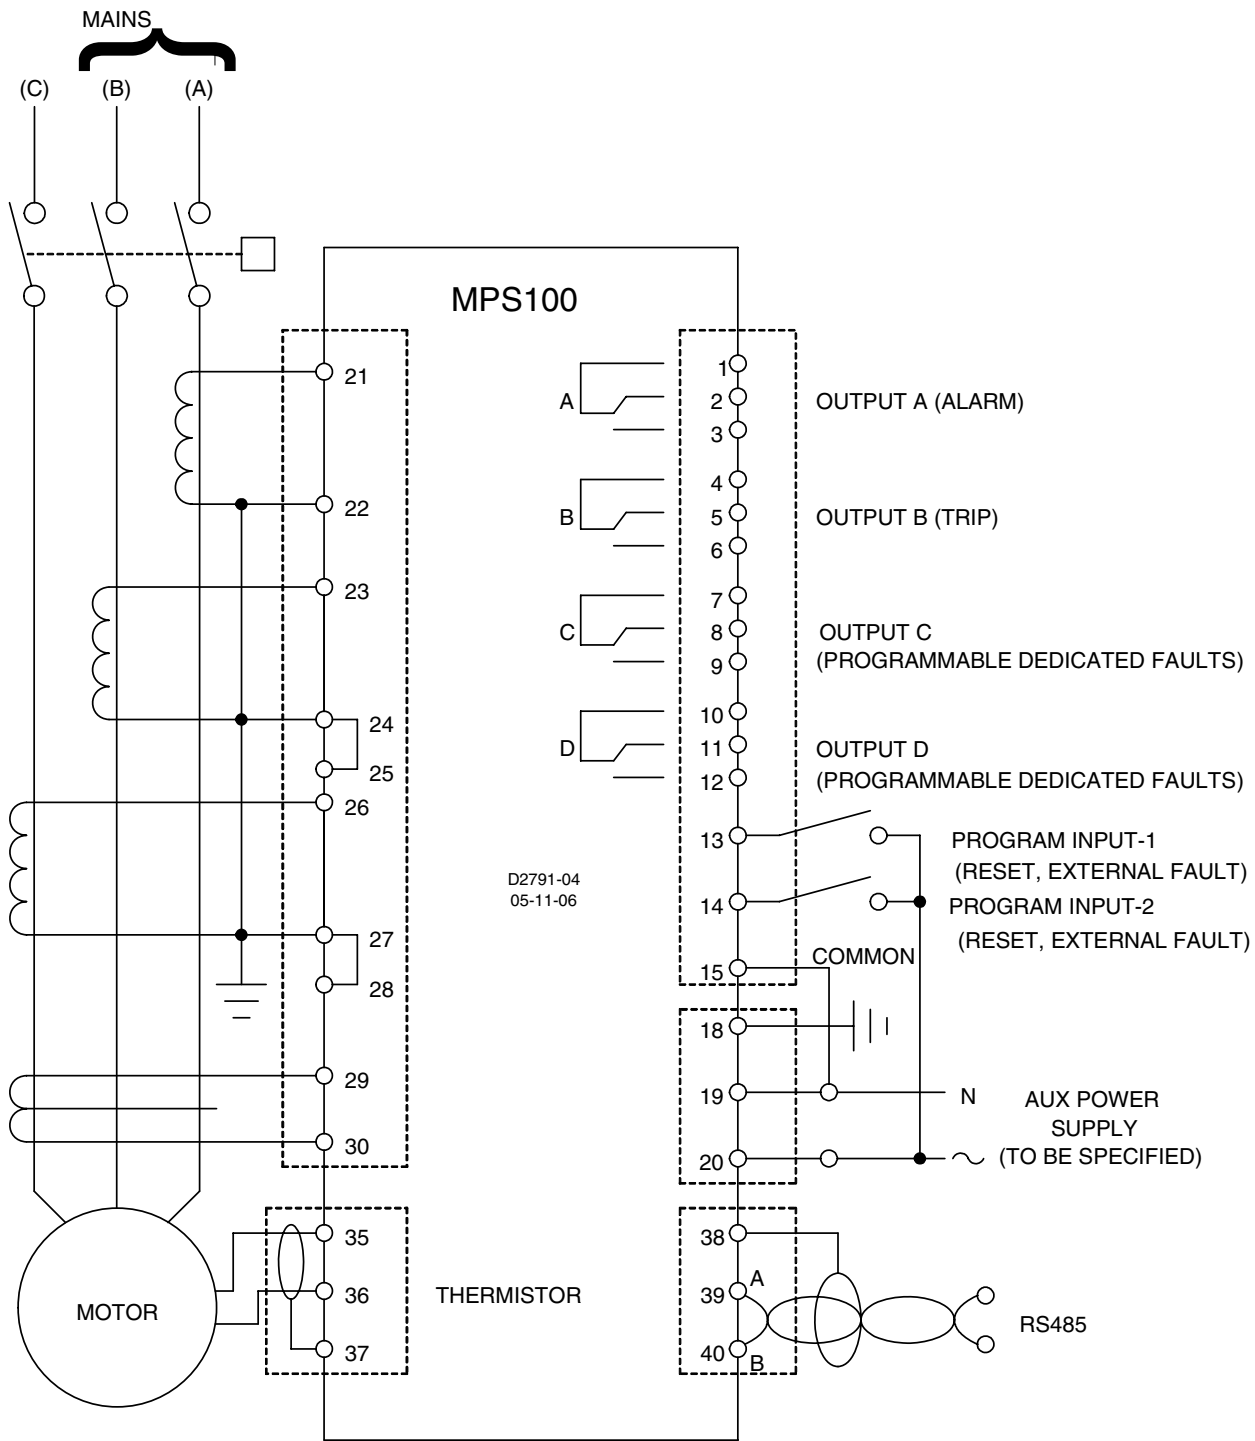 MAINS
(C)
(B)
(A)
MPS100
21
22
23
24
25
26
27
28
29
30
35
36
37
THERMISTOR
MOTOR
A
B
C
D
D2791-04
05-11-06
1
2
3
OUTPUT A (ALARM)
4
5
6
OUTPUT B (TRIP)
7
8
9
OUTPUT C
(PROGRAMMABLE DEDICATED FAULTS)
10
11
12
OUTPUT D
(PROGRAMMABLE DEDICATED FAULTS)
13
PROGRAM INPUT-1
(RESET, EXTERNAL FAULT)
14
PROGRAM INPUT-2
(RESET, EXTERNAL FAULT)
15
COMMON
18
19
N
20
AUX POWER
SUPPLY
(TO BE SPECIFIED)
38
39
A
40
B
RS485